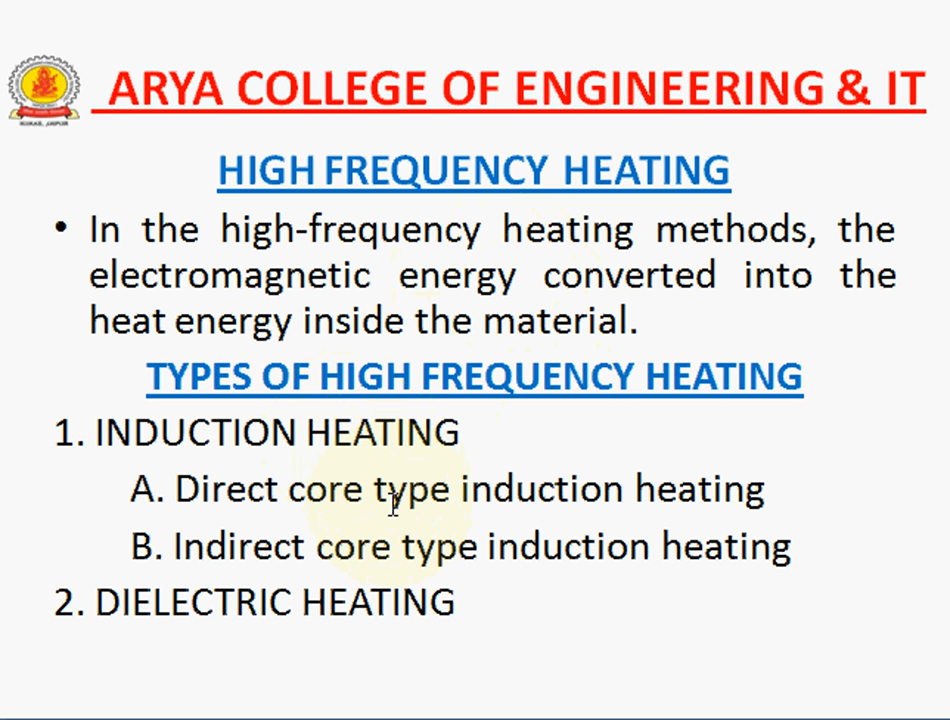 ARYA COLLEGE OF ENGINEERING & IT
HIGH FREQUENCY HEATING
• In the high-frequency heating methods, the
electromagnetic energy converted into the
heat energy inside the material.
TYPES OF HIGH FREQUENCY HEATING
1. INDUCTION HEATING
A. Direct core type induction heating
B. Indirect core type induction heating
2. DIELECTRIC HEATING